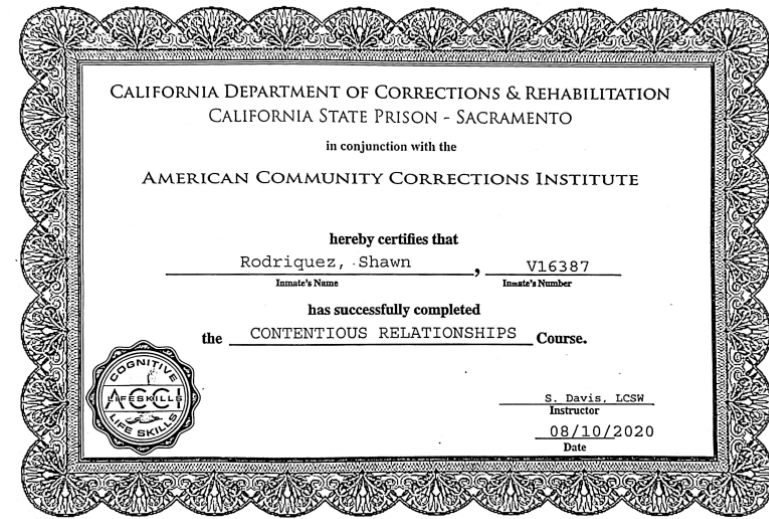 CALIFORNIA DEPARTMENT OF CORRECTIONS & REHABILITATION
CALIFORNIA STATE PRISON - SACRAMENTO
in conjunction with the
AMERICAN COMMUNITY CORRECTIONS INSTITUTE
hereby certifies that
Rodriquez, Shawn , V16387
Inmate's Name Inmate's Number
has successfully completed
the CONTENTIOUS RELATIONSHIPS Course.
COGNITIVE
ACCI
LIFESKILLS
LIFE SKILLS
S. Davis, LCSW
Instructor
08/10/2020
Date